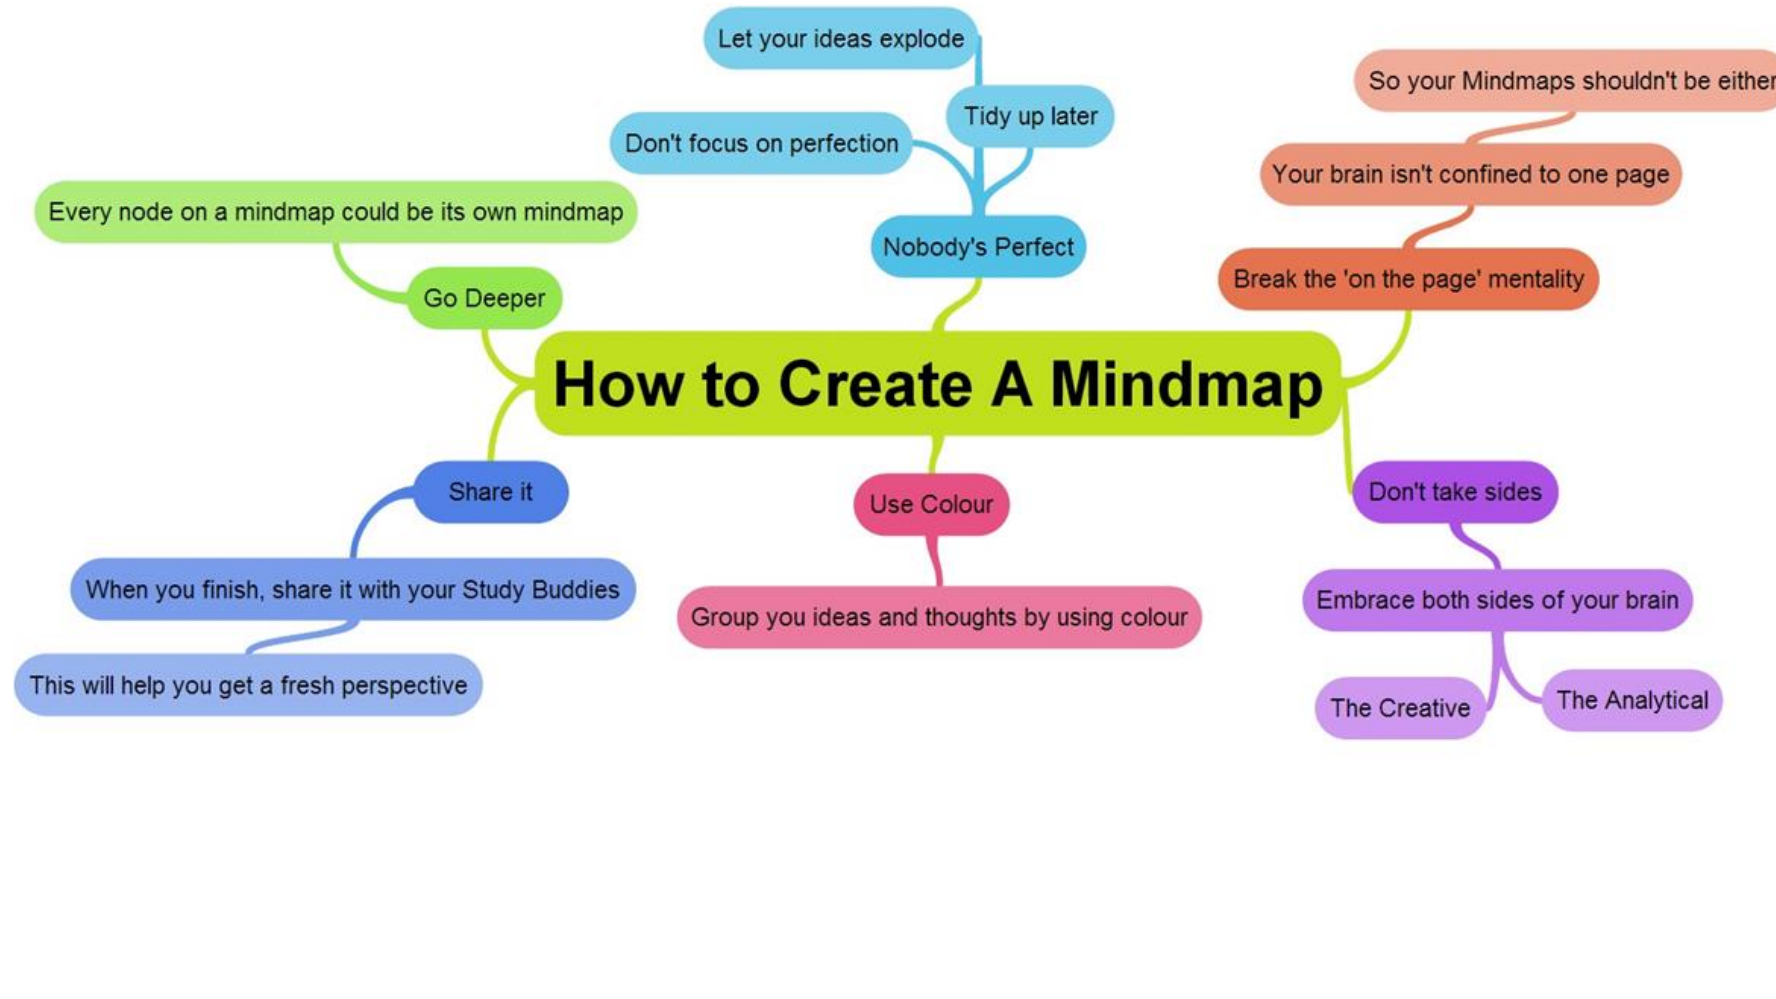 Let your ideas explode
So your Mindmaps shouldn't be either
Tidy up later
Don't focus on perfection
Your brain isn't confined to one page
Every node on a mindmap could be its own mindmap
Nobody's Perfect
Break the 'on the page' mentality
Go Deeper
How to Create A Mindmap
Share it
Use Colour
Don't take sides
When you finish, share it with your Study Buddies
Group you ideas and thoughts by using colour
Embrace both sides of your brain
This will help you get a fresh perspective
The Creative
The Analytical